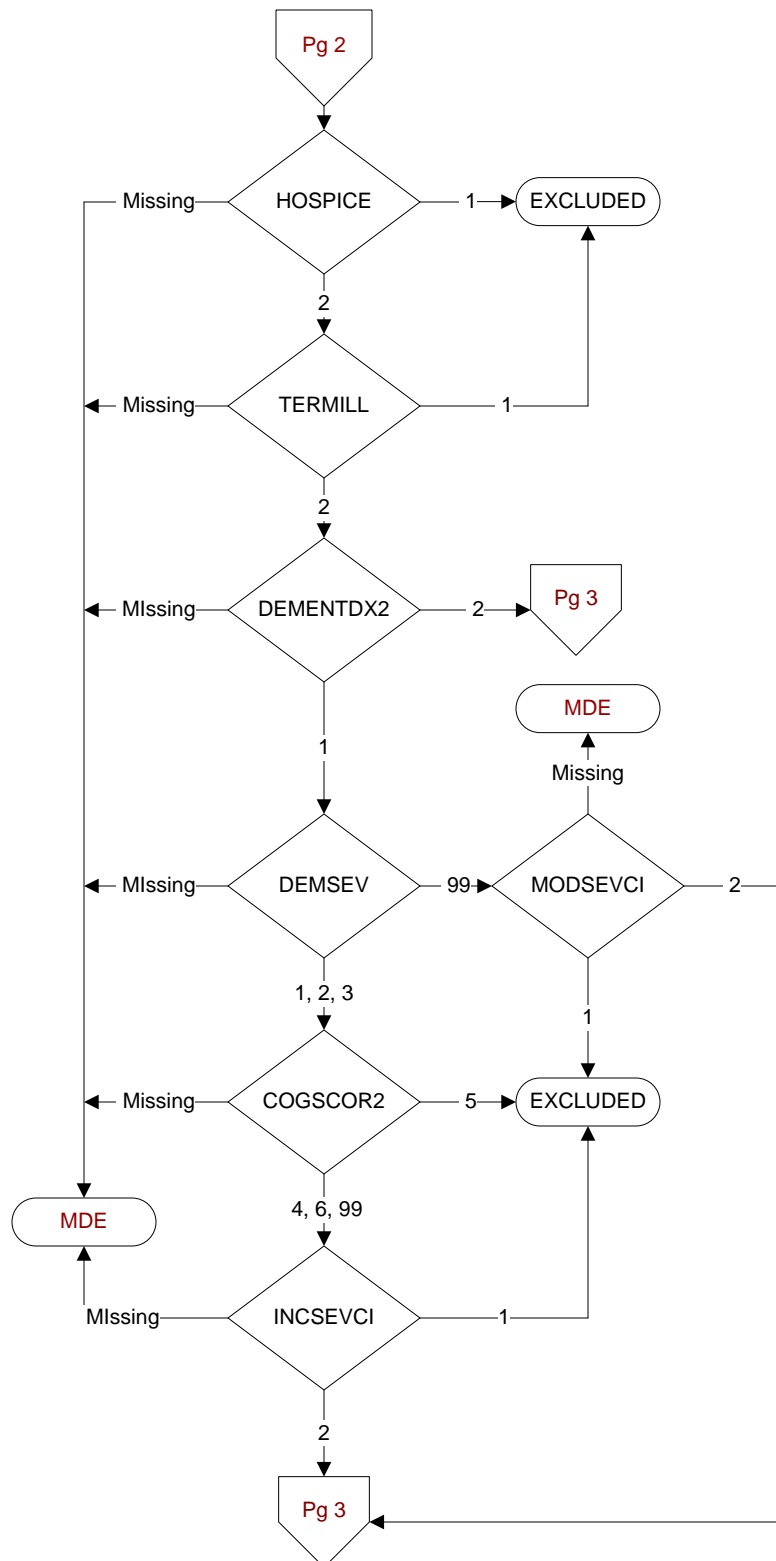 Pg 2
Missing
HOSPICE
1
EXCLUDED
2
Missing
TERMILL
1
2
MIssing
DEMENTDX2
2
Pg 3
MDE
1
Missing
MIssing
DEMSEV
99
MODSEVCI
2
1, 2, 3
1
Missing
COGSCOR2
5
EXCLUDED
4, 6, 99
MDE
MIssing
INCSEVCI
1
2
Pg 3